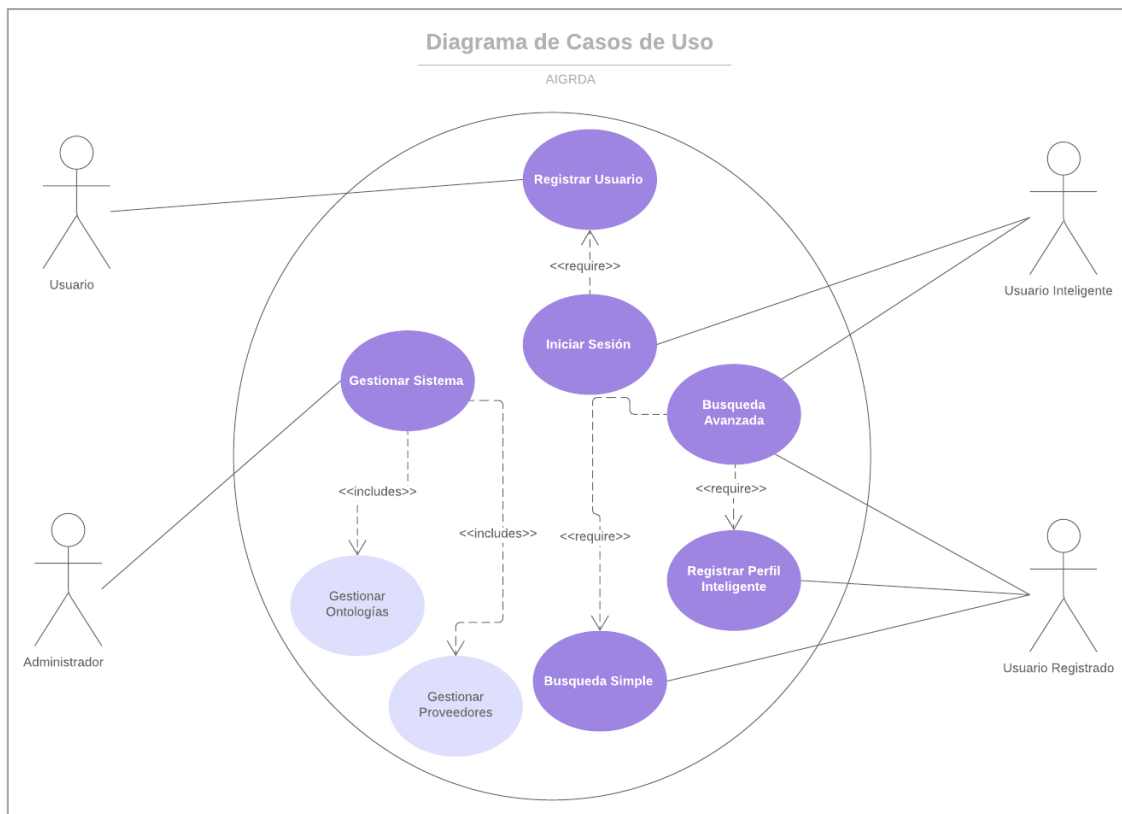 Diagrama de Casos de Uso
AIGRDA
Registrar Usuario
Usuario
<<require>>
Usuario Inteligente
Iniciar Sesión
Gestionar Sistema
Busqueda
Avanzada
<<includes>>
<<require>>
<<includes>>
<<require>>
Registrar Perfil
Inteligente
Gestionar
Ontologías
Administrador
Usuario Registrado
Busqueda Simple
Gestionar
Proveedores